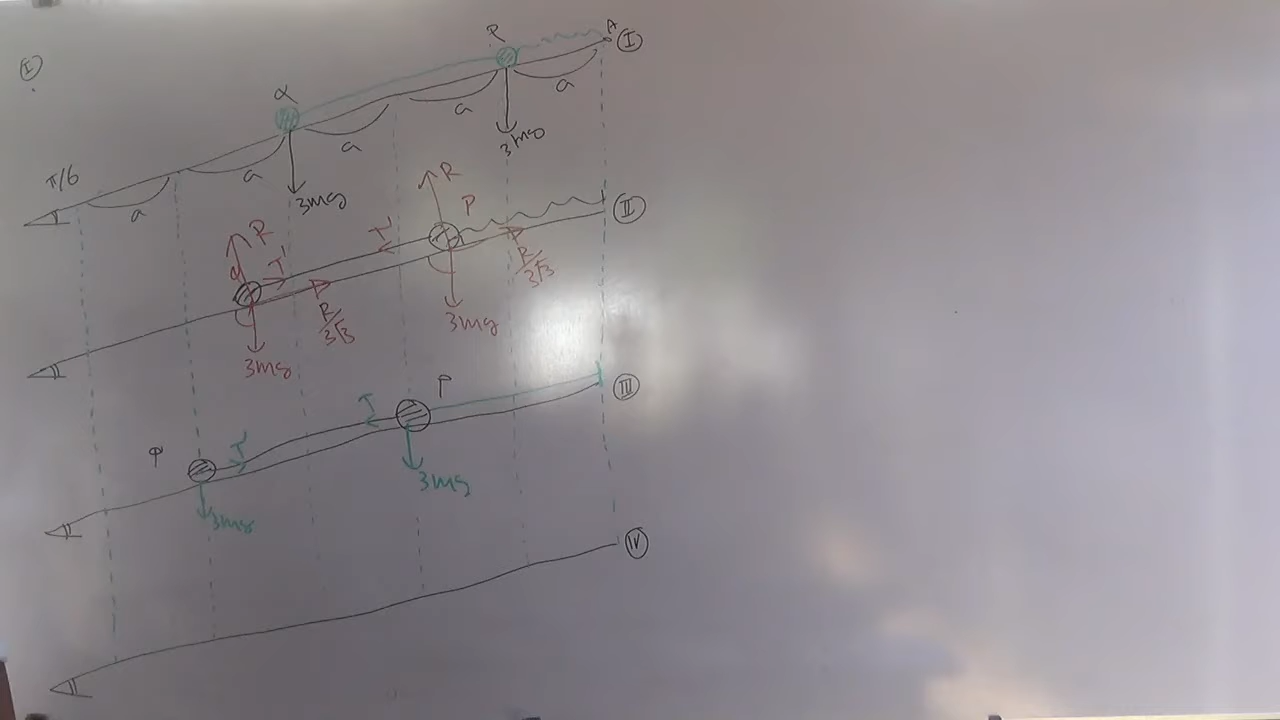 I
α
P
A
I
a
a
3mg
a
a
a
3mg
π/6
R
P
II
R
T'
T'
R/3√3
3mg
R/3√3
3mg
P
III
T
T'
3mg
3mg
IV